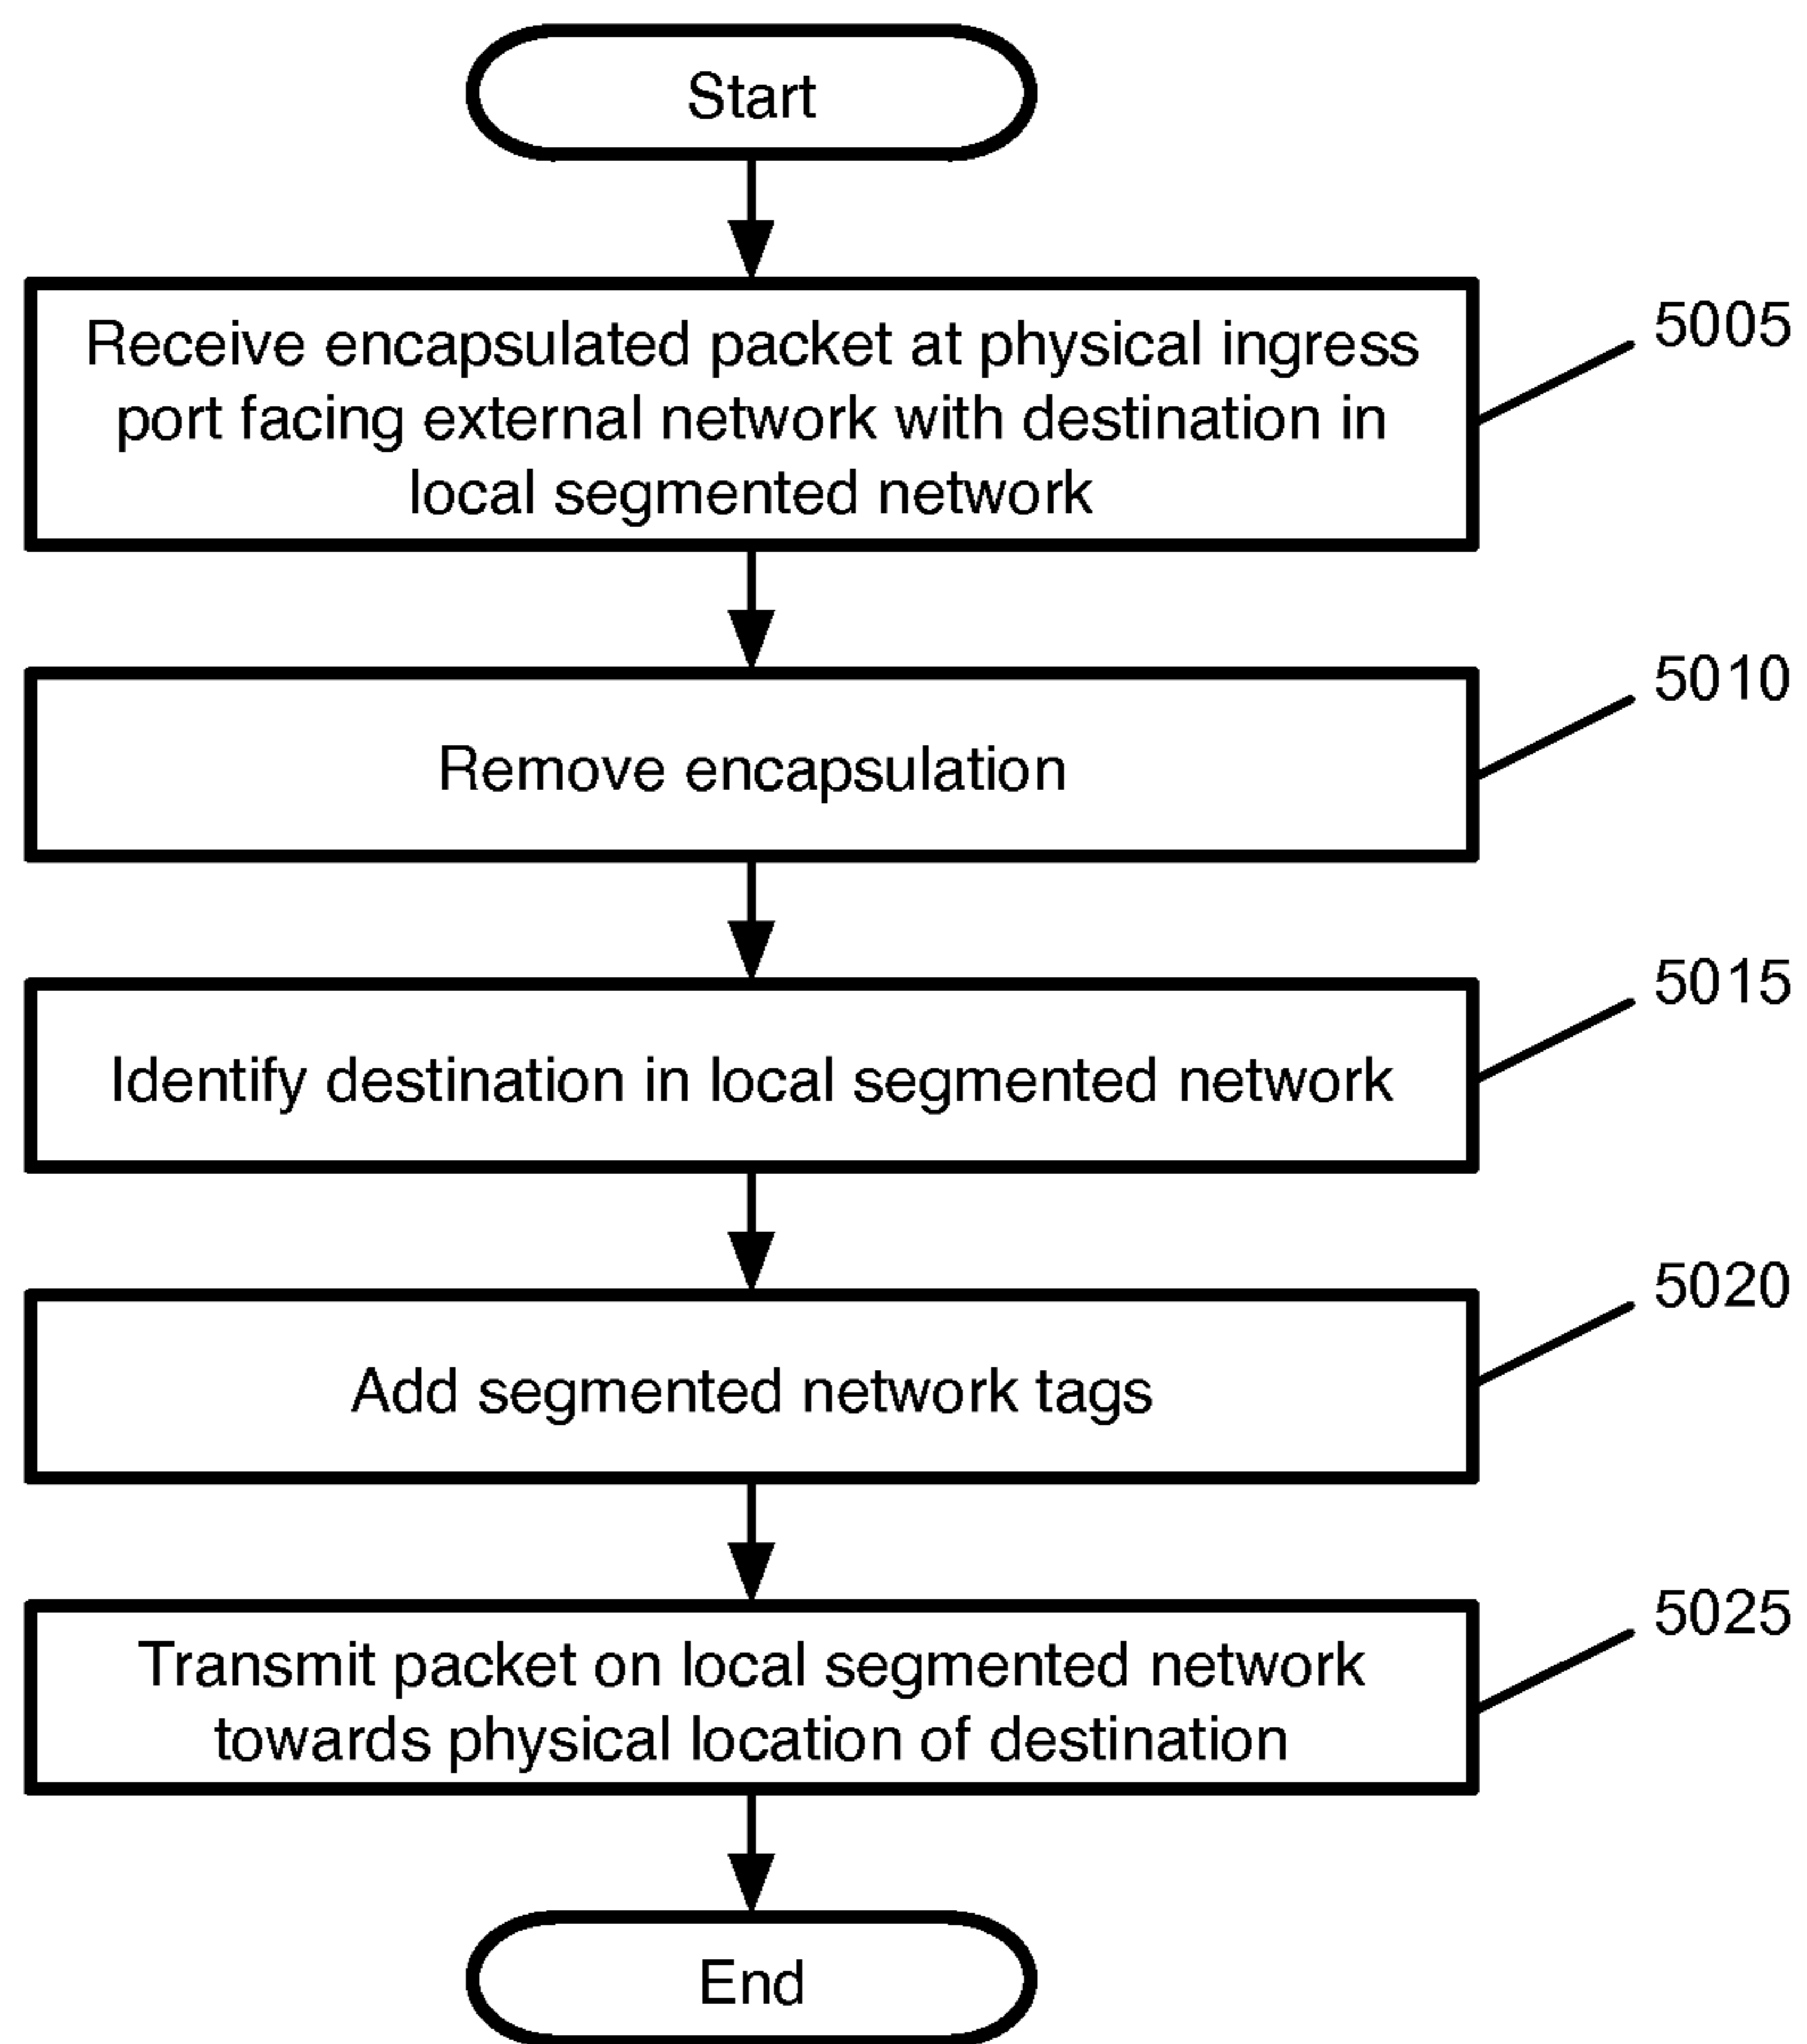 Start
Receive encapsulated packet at physical ingress
port facing external network with destination in
local segmented network
5005
Remove encapsulation
5010
Identify destination in local segmented network
5015
Add segmented network tags
5020
Transmit packet on local segmented network
towards physical location of destination
5025
End